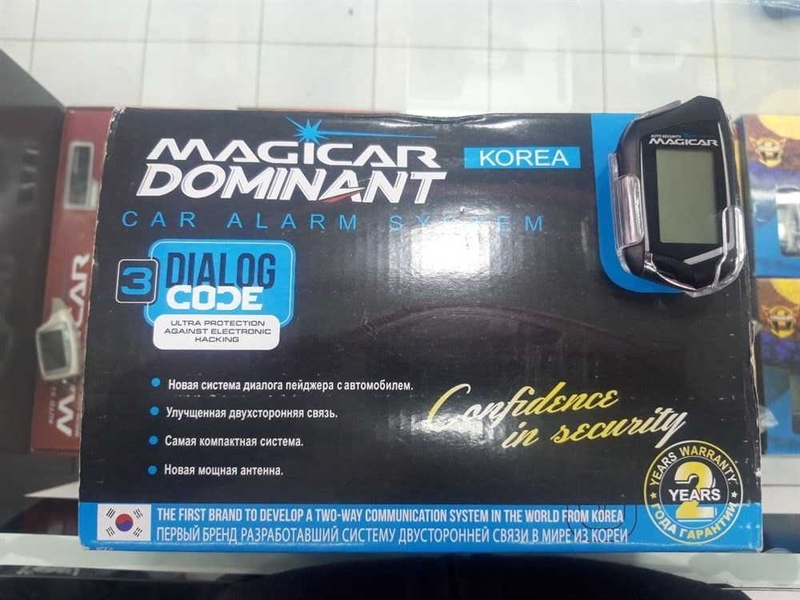 MAGICAR
DOMINANT
KOREA
CAR ALARM SYSTEM
AUTO SECURITY
MAGICAR
3 DIALOG
CODE
ULTRA PROTECTION
AGAINST ELECTRONIC
HACKING
Новая система диалога пейджера с автомобилем.
Улучшенная двухсторонняя связь.
Самая компактная система.
Новая мощная антенна.
Confidence
in security
YEARS WARRANTY
2
YEARS
ГОДА ГАРАНТИИ
THE FIRST BRAND TO DEVELOP A TWO-WAY COMMUNICATION SYSTEM IN THE WORLD FROM KOREA
ПЕРВЫЙ БРЕНД РАЗРАБОТАВШИЙ СИСТЕМУ ДВУСТОРОННЕЙ СВЯЗИ В МИРЕ ИЗ КОРЕИ